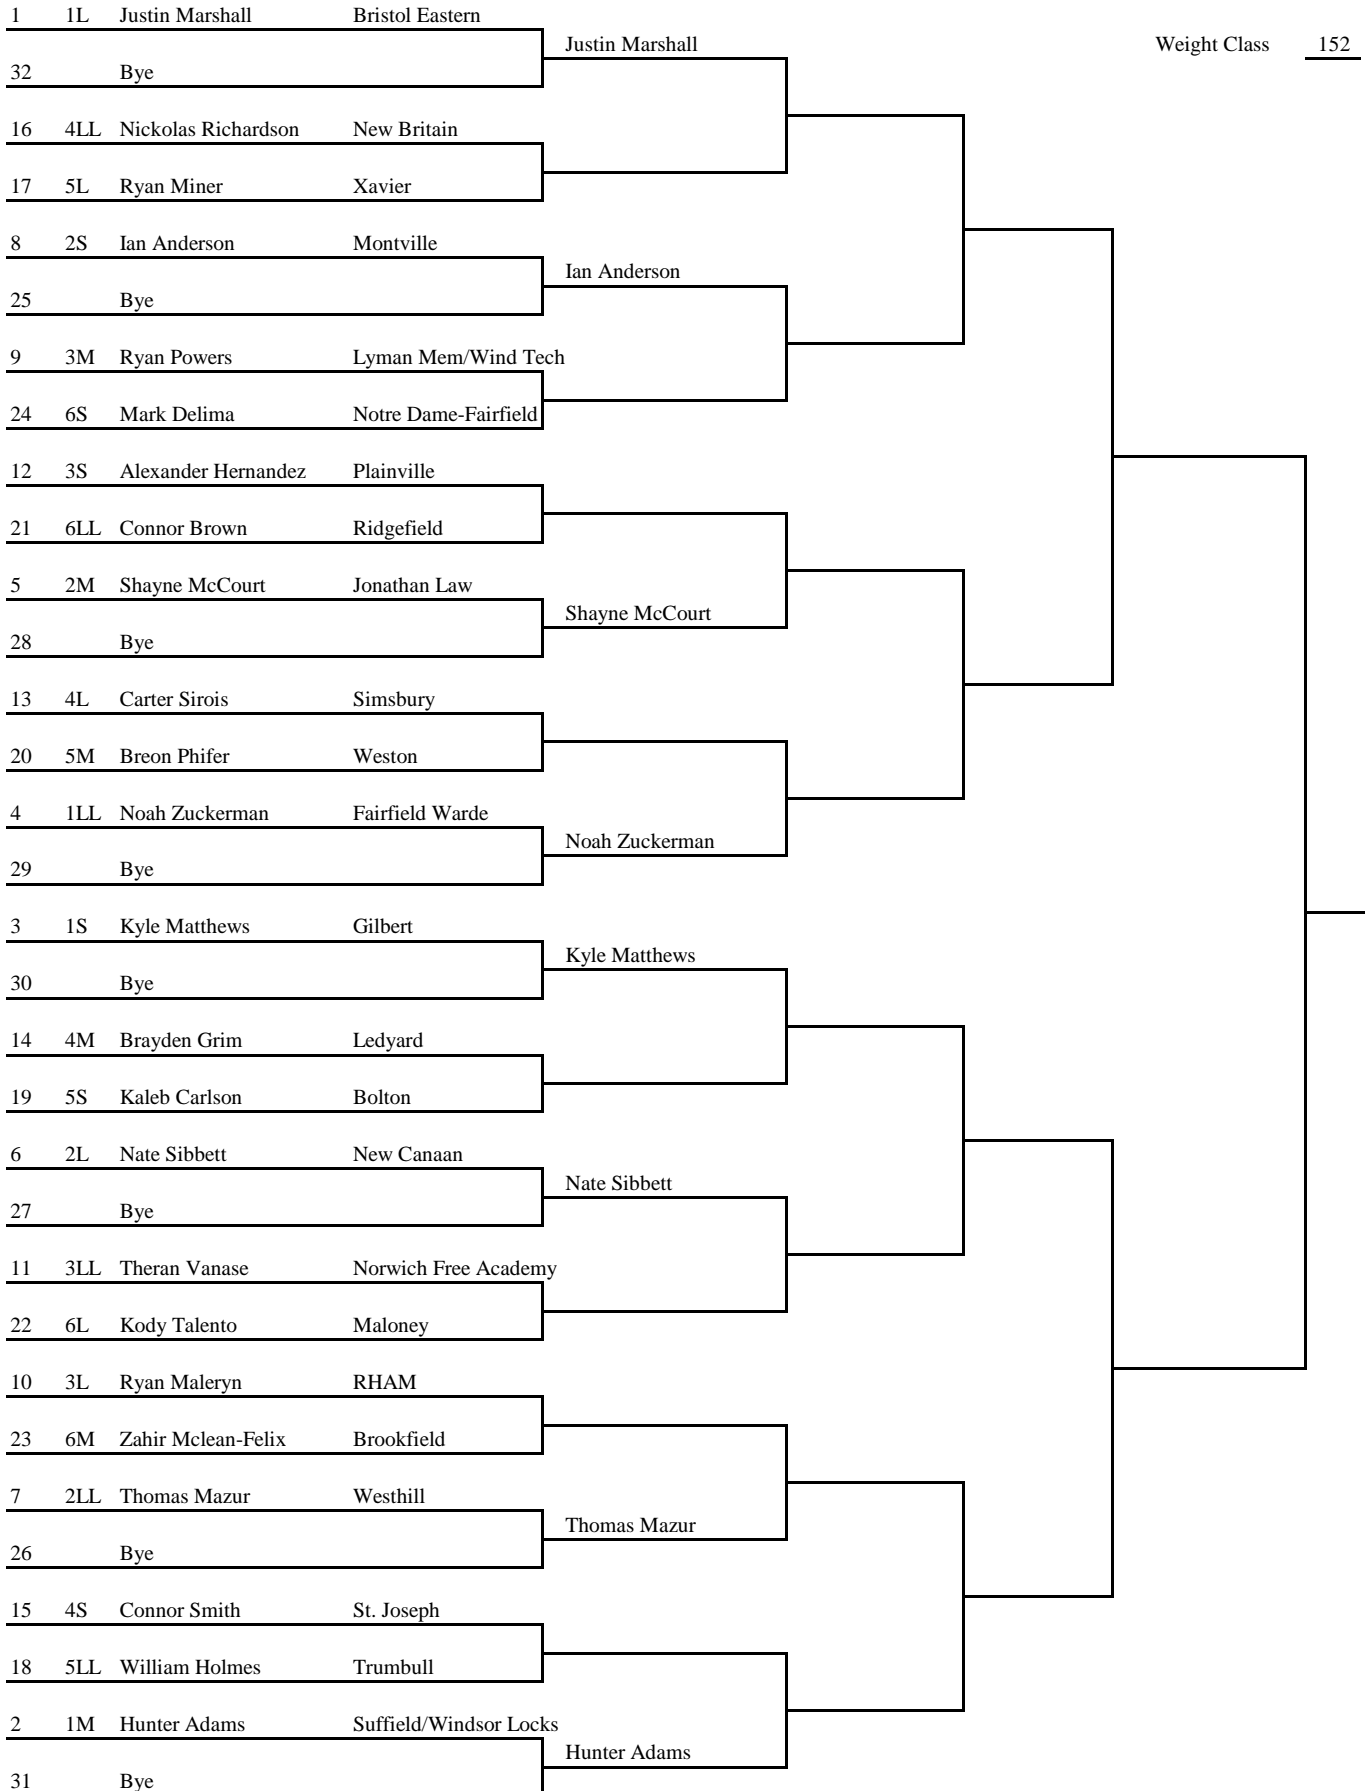 1 1L Justin Marshall Bristol Eastern
Justin Marshall Weight Class 152
32 Bye
16 4LL Nickolas Richardson New Britain
17 5L Ryan Miner Xavier
8 2S Ian Anderson Montville
Ian Anderson
25 Bye
9 3M Ryan Powers Lyman Mem/Wind Tech
24 6S Mark Delima Notre Dame-Fairfield
12 3S Alexander Hernandez Plainville
21 6LL Connor Brown Ridgefield
5 2M Shayne McCourt Jonathan Law
Shayne McCourt
28 Bye
13 4L Carter Sirois Simsbury
20 5M Breon Phifer Weston
4 1LL Noah Zuckerman Fairfield Warde
Noah Zuckerman
29 Bye
3 1S Kyle Matthews Gilbert
Kyle Matthews
30 Bye
14 4M Brayden Grim Ledyard
19 5S Kaleb Carlson Bolton
6 2L Nate Sibbett New Canaan
Nate Sibbett
27 Bye
11 3LL Theran Vanase Norwich Free Academy
22 6L Kody Talento Maloney
10 3L Ryan Maleryn RHAM
23 6M Zahir Mclean-Felix Brookfield
7 2LL Thomas Mazur Westhill
Thomas Mazur
26 Bye
15 4S Connor Smith St. Joseph
18 5LL William Holmes Trumbull
2 1M Hunter Adams Suffield/Windsor Locks
Hunter Adams
31 Bye